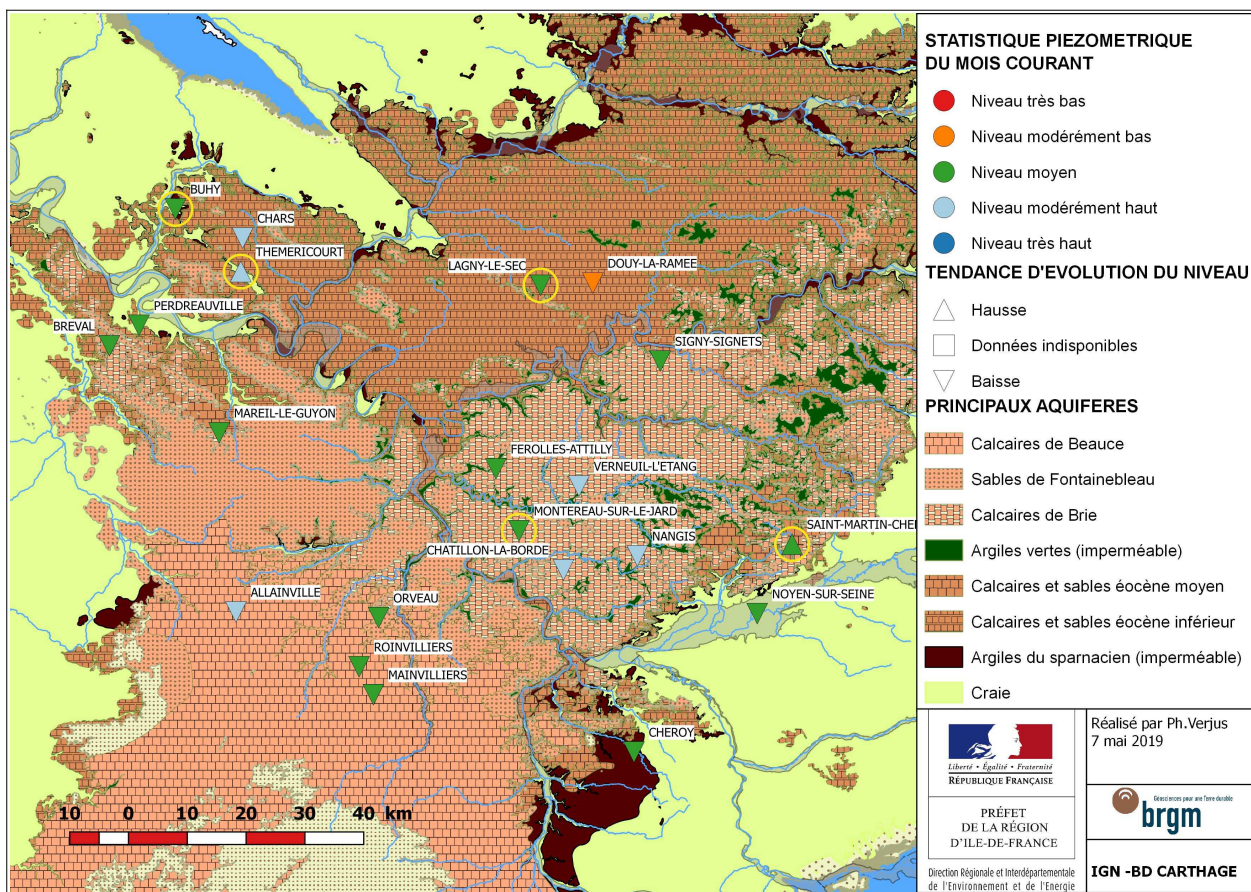 BUHY
CHARS
THEMERICOURT
LAGNY-LE-SEC
DOUY-LA-RAMEE
PERDREAUVILLE
BREVAL
SIGNY-SIGNETS
MAREIL-LE-GUYON
FEROLLES-ATTILLY
VERNEUIL-L'ETANG
MONTEREAU-SUR-LE-JARD
SAINT-MARTIN-CHE
CHATILLON-LA-BORDE
NANGIS
ALLAINVILLE
ORVEAU
NOYEN-SUR-SEINE
ROINVILLIERS
MAINVILLIERS
CHEROY
10 0 10 20 30 40 km
STATISTIQUE PIEZOMETRIQUE
DU MOIS COURANT
Niveau très bas
Niveau modérément bas
Niveau moyen
Niveau modérément haut
Niveau très haut
TENDANCE D'EVOLUTION DU NIVEAU
Hausse
Données indisponibles
Baisse
PRINCIPAUX AQUIFERES
Calcaires de Beauce
Sables de Fontainebleau
Calcaires de Brie
Argiles vertes (imperméable)
Calcaires et sables éocène moyen
Calcaires et sables éocène inférieur
Argiles du sparnacien (imperméable)
Craie
Liberté • Égalité • Fraternité
RÉPUBLIQUE FRANÇAISE
PRÉFET
DE LA RÉGION
D'ILE-DE-FRANCE
Direction Régionale et Interdépartementale
de l'Environnement et de l'Energie
Réalisé par Ph.Verjus
7 mai 2019
Géosciences pour une Terre durable
brgm
IGN -BD CARTHAGE